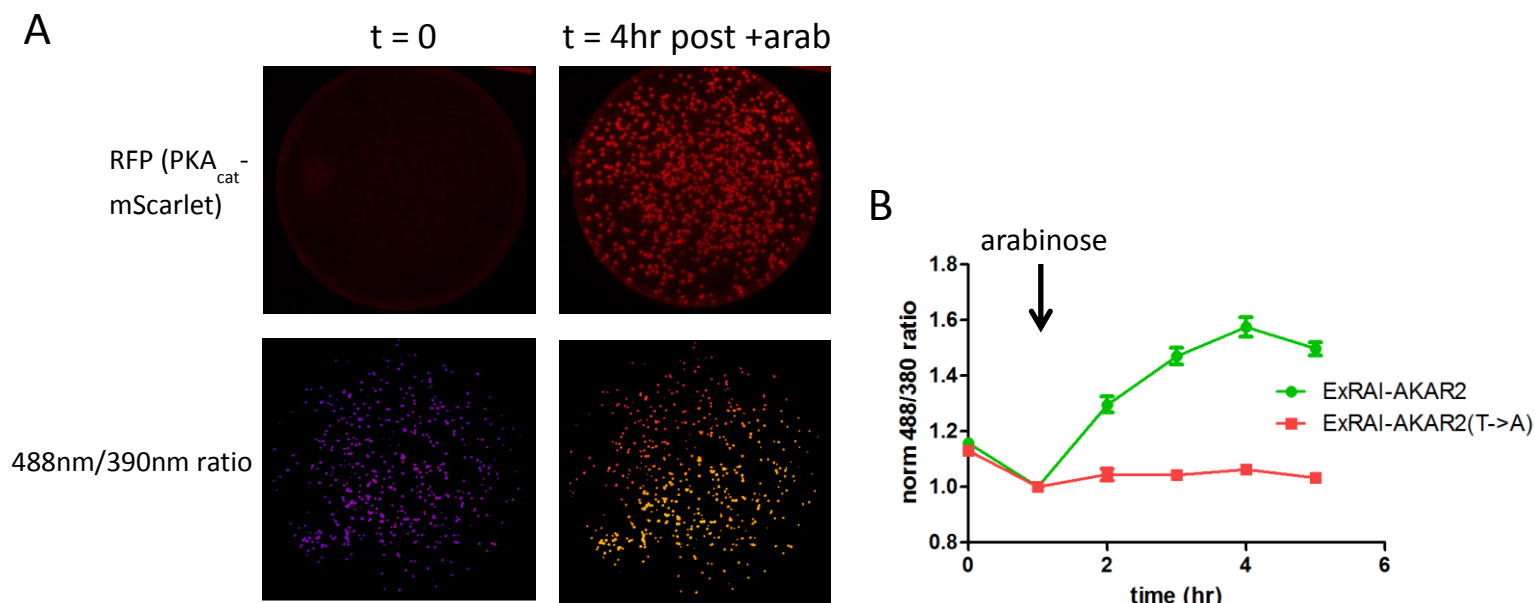 A
t = 0
t = 4hr post +arab
RFP (PKAcat-
mScarlet)
488nm/390nm ratio
B
arabinose
1.8
1.6
1.4
1.2
1.0
0.8
norm 488/380 ratio
ExRAI-AKAR2
ExRAI-AKAR2(T->A)
0
2
4
6
time (hr)